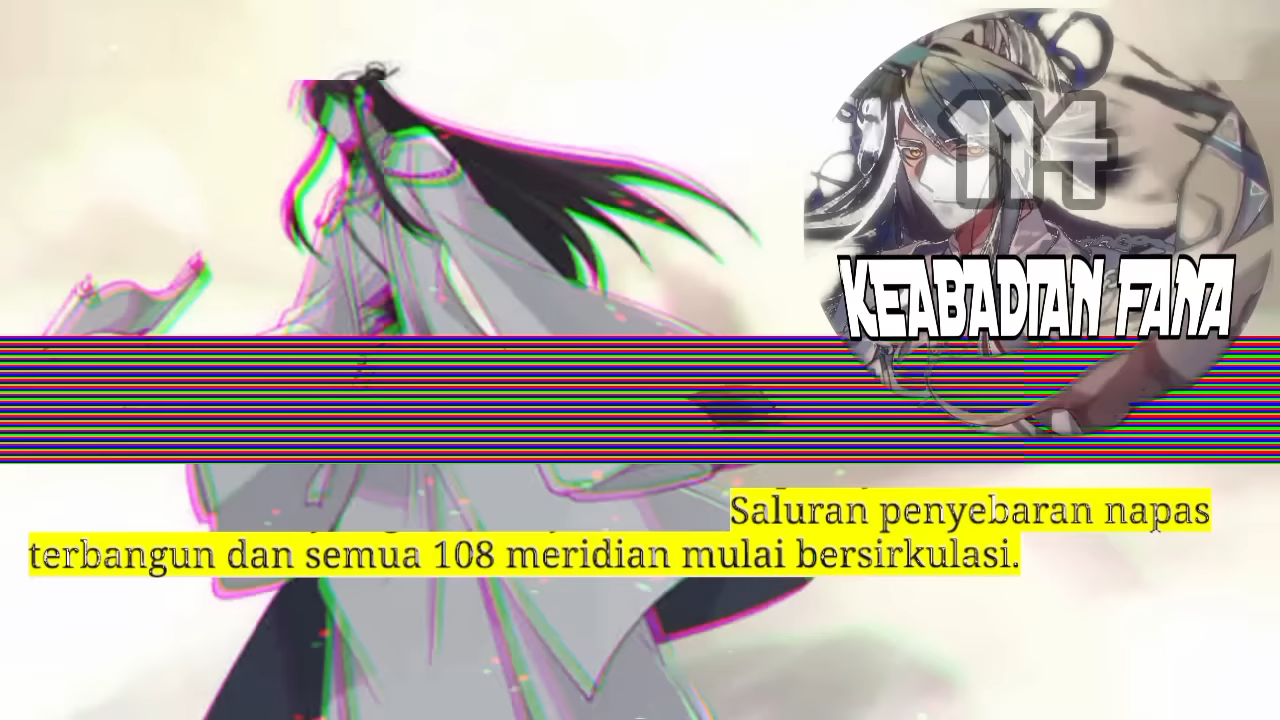 114
KEABADIAN FANA
Saluran penyebaran napas
terbangun dan semua 108 meridian mulai bersirkulasi.